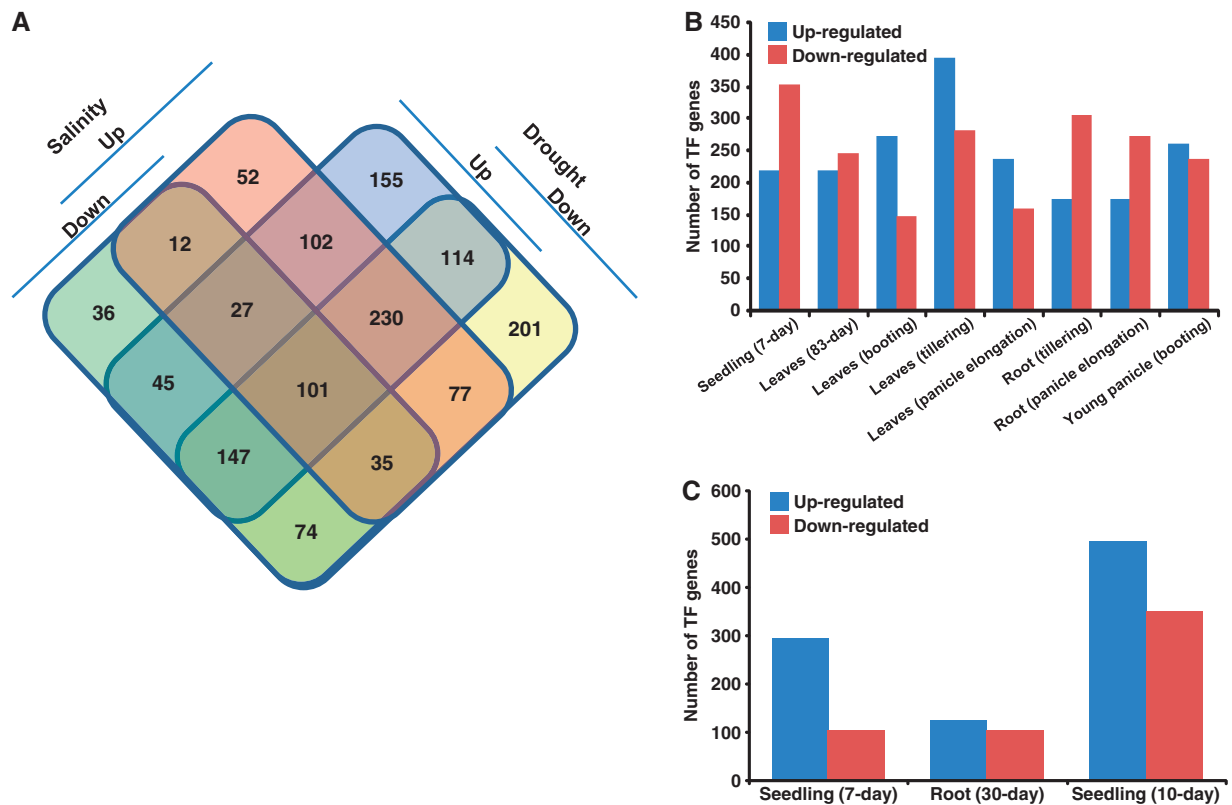 A
Salinity
Up
Down
Drought
Up
Down
52
155
12
102
114
36
27
230
201
45
101
77
147
35
74
B
Number of TF genes
450
400
350
300
250
200
150
100
50
0
Up-regulated
Down-regulated
Seedling (7-day)
Leaves (83-day)
Leaves (booting)
Leaves (tillering)
Leaves (panicle elongation)
Root (tillering)
Root (panicle elongation)
Young panicle (booting)
C
Number of TF genes
600
500
400
300
200
100
0
Up-regulated
Down-regulated
Seedling (7-day)
Root (30-day)
Seedling (10-day)